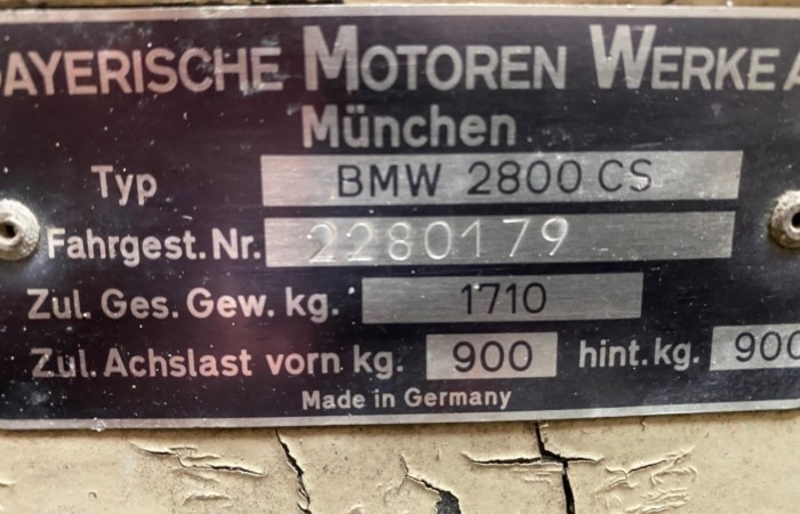 BAYERISCHE MOTOREN WERKE A
München
Typ BMW 2800 CS
Fahrgest. Nr. 2280179
Zul. Ges. Gew. kg. 1710
Zul. Achslast vorn kg. 900 hint. kg. 900
Made in Germany